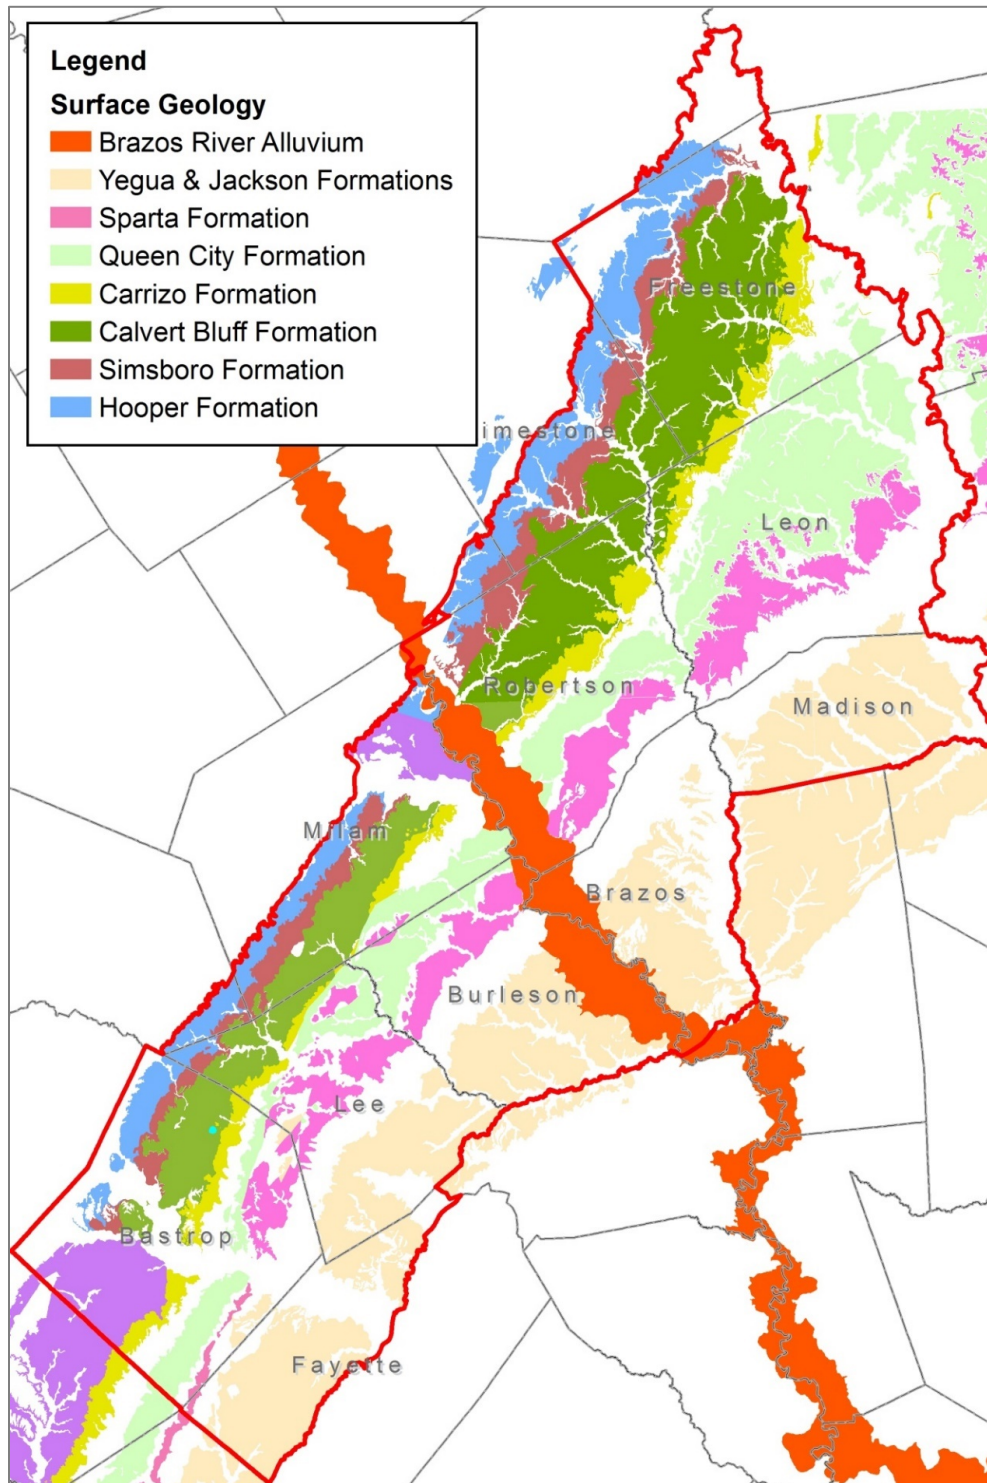 Legend
Surface Geology
Brazos River Alluvium
Yegua & Jackson Formations
Sparta Formation
Queen City Formation
Carrizo Formation
Calvert Bluff Formation
Simsboro Formation
Hooper Formation
Freestone
imestone
Leon
Robertson
Madison
Milam
Brazos
Burleson
Lee
Bastrop
Fayette